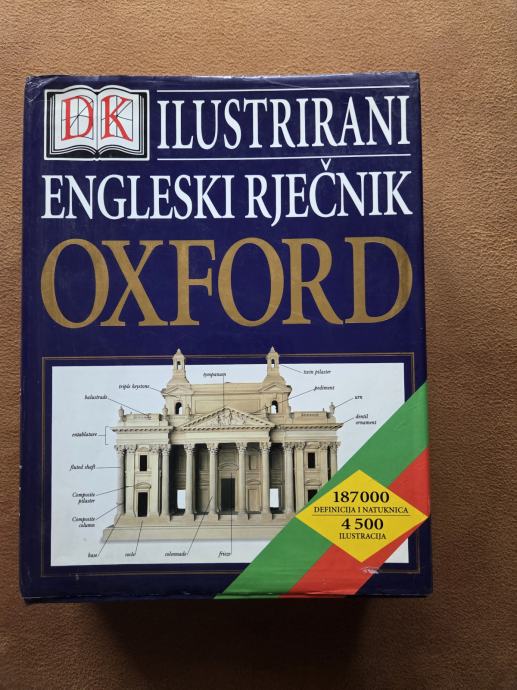 DK ILUSTRIRANI
ENGLESKI RJEČNIK
OXFORD
tympanum
twin pilaster
triple keystone
pediment
balustrade
urn
entablature
dentil
ornament
fluted shaft
Composite
pilaster
Composite
column
base
socle
colonnade
frieze
187000
DEFINICIJA I NATUKNICA
4 500
ILUSTRACIJA